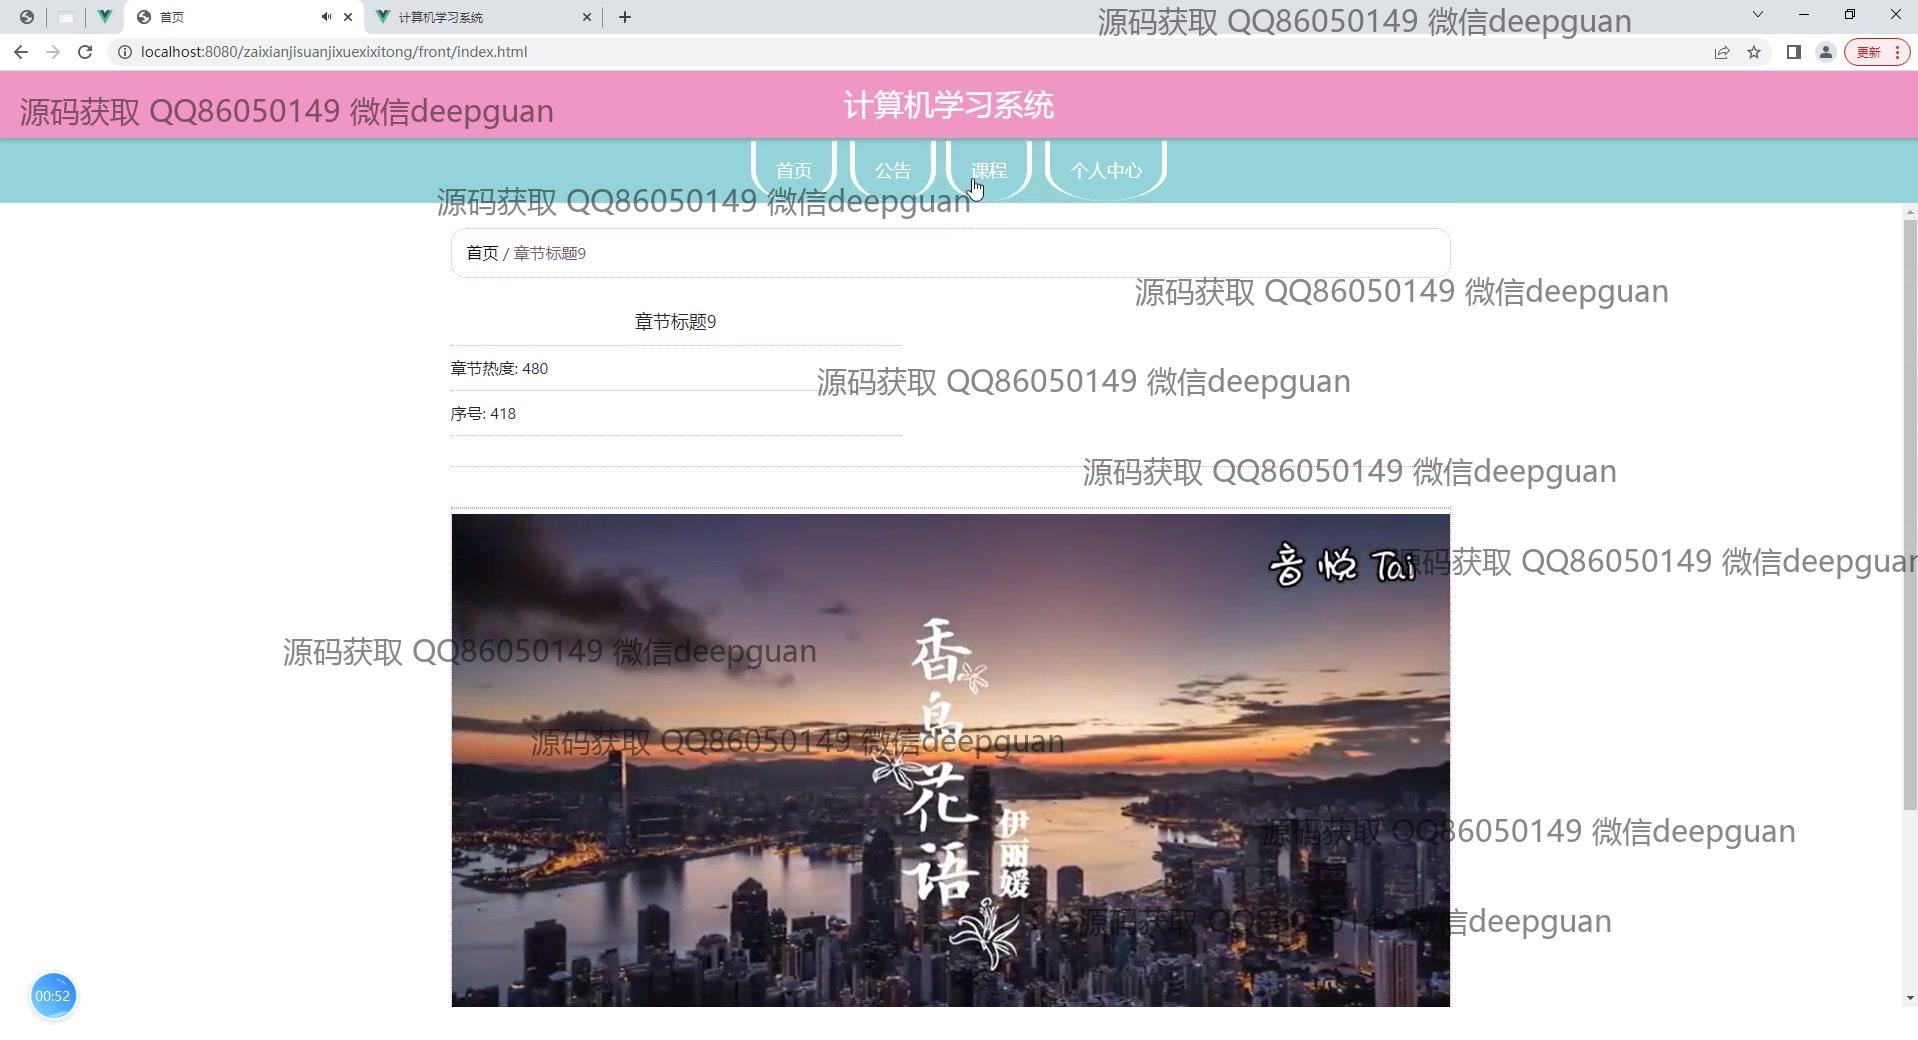 首页
计算机学习系统
源码获取 QQ86050149 微信deepguan
localhost:8080/zaixianjisuanjixuexixitong/front/index.html
更新
计算机学习系统
源码获取 QQ86050149 微信deepguan
首页
公告
课程
个人中心
源码获取 QQ86050149 微信deepguan
首页 / 章节标题9
源码获取 QQ86050149 微信deepguan
章节标题9
章节热度: 480
源码获取 QQ86050149 微信deepguan
序号: 418
源码获取 QQ86050149 微信deepguan
音悦Tai
源码获取 QQ86050149 微信deepguan
香岛花语
伊丽媛
源码获取 QQ86050149 微信deepguan
源码获取 QQ86050149 微信deepguan
源码获取 QQ86050149 微信deepguan
源码获取 QQ86050149 微信deepguan
00:52